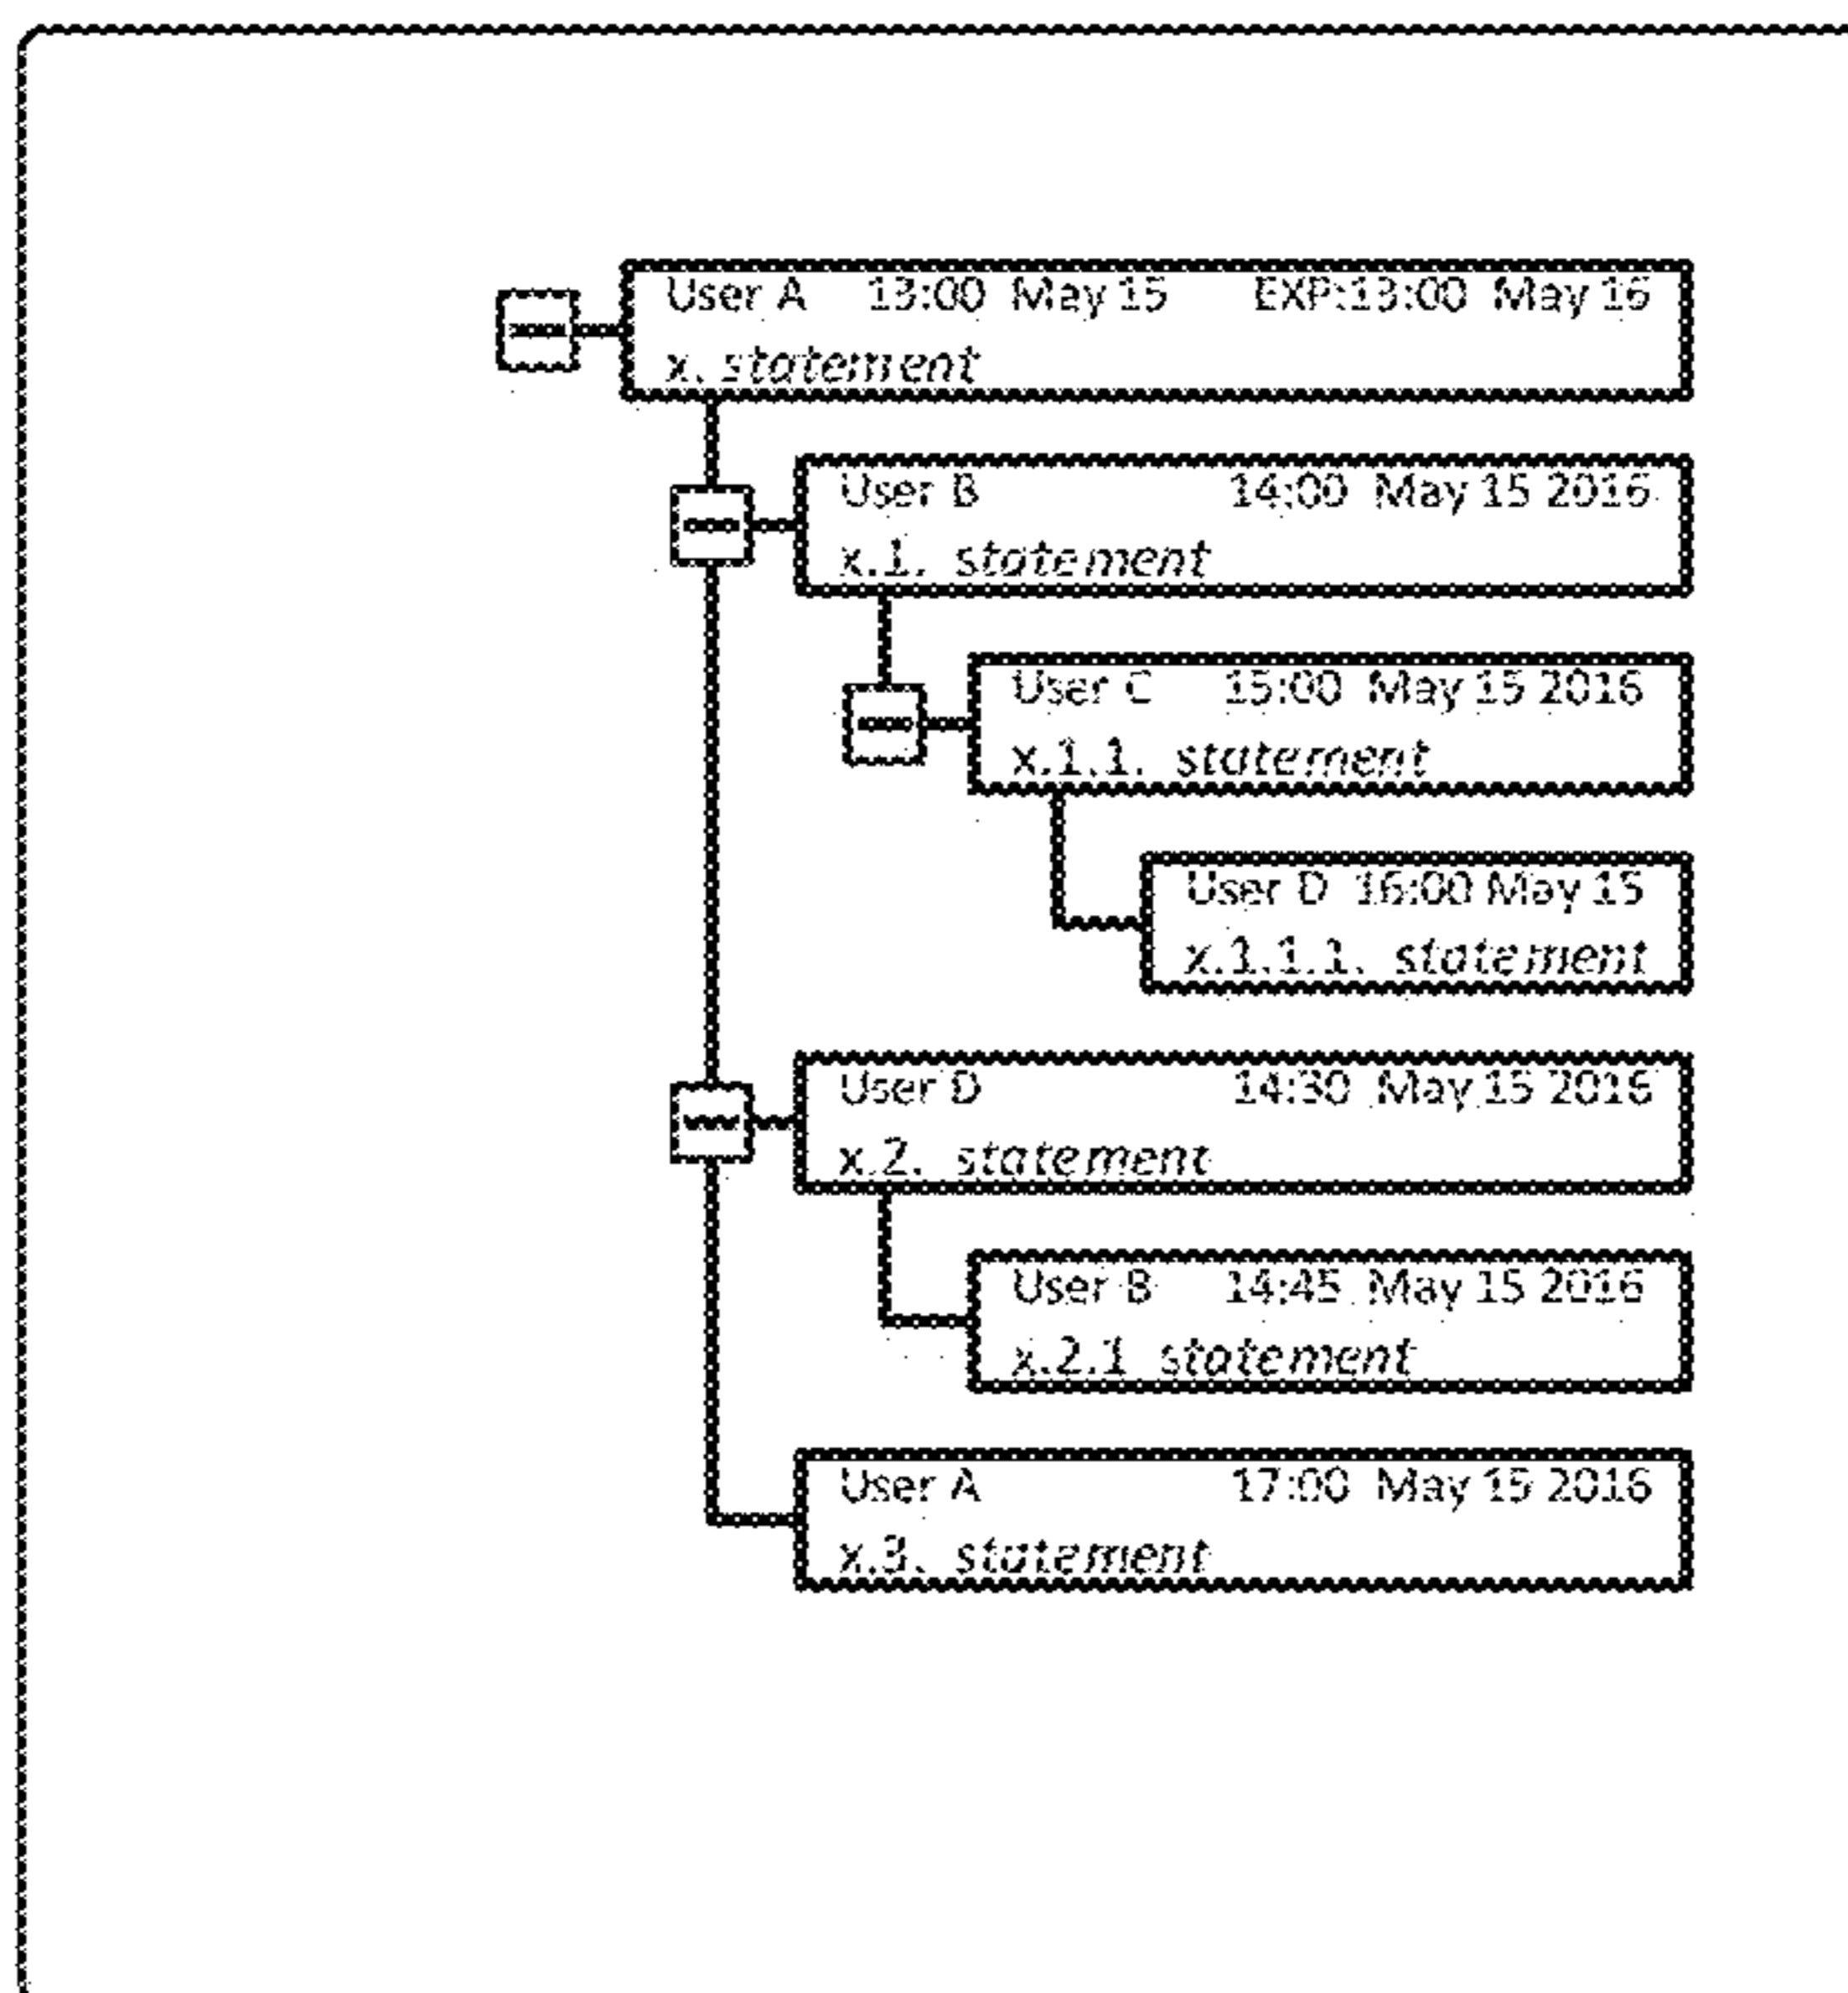 User A 13:00 May 15 EXP:13:00 May 16
x. statement
User B 14:00 May 15 2016
x.1. statement
User C 15:00 May 15 2016
x.1.1. statement
User D 16:00 May 15
x.1.1.1. statement
User D 14:30 May 15 2016
x.2. statement
User B 14:45 May 15 2016
x.2.1 statement
User A 17:00 May 15 2016
x.3. statement